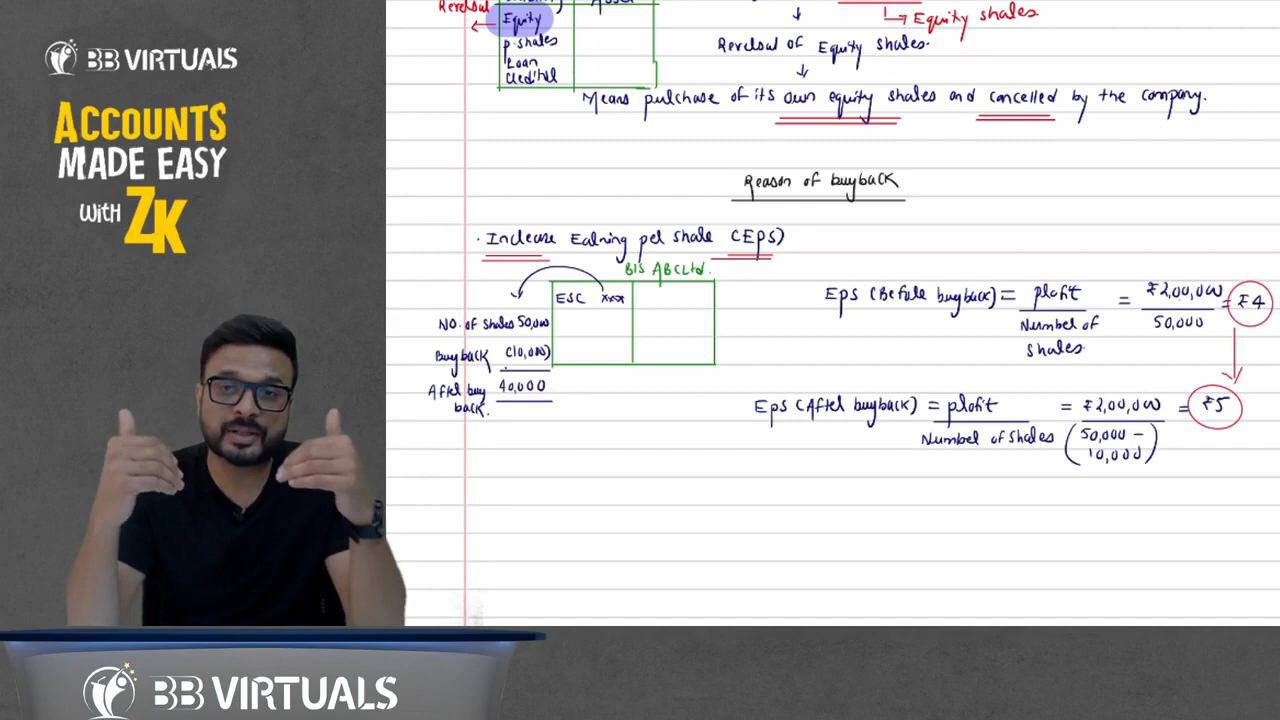 BB VIRTUALS
ACCOUNTS
MADE EASY
with ZK
Reversal
Equity
p.shares
Loan
creditor
Equity shares.
Reversal of Equity shares.
Means purchase of its own equity shares and cancelled by the company.
Reason of buyback
. Increase Earning per share (EPS)
B/S ABC Ltd.
ESC xxx
No. of shares 50,000
Buyback (10,000)
After buy back. 40,000
Eps (Before buyback) = profit / Number of shares = ₹2,00,000 / 50,000 = ₹4
Eps (After buyback) = profit / Number of shares = ₹2,00,000 / (50,000 - 10,000) = ₹5
BB VIRTUALS